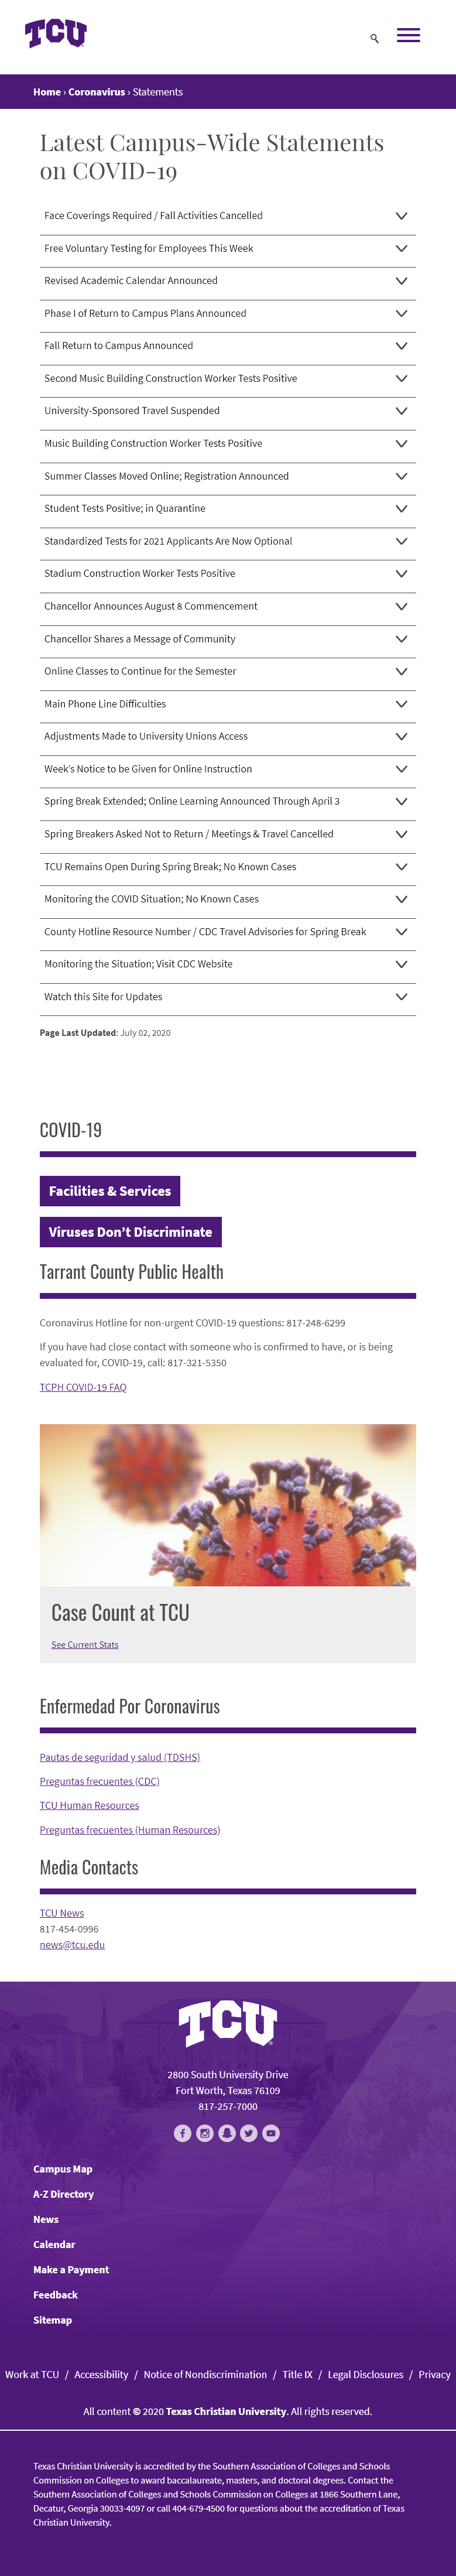 TCU
Home › Coronavirus › Statements
Latest Campus-Wide Statements
on COVID-19
Face Coverings Required / Fall Activities Cancelled
Free Voluntary Testing for Employees This Week
Revised Academic Calendar Announced
Phase I of Return to Campus Plans Announced
Fall Return to Campus Announced
Second Music Building Construction Worker Tests Positive
University-Sponsored Travel Suspended
Music Building Construction Worker Tests Positive
Summer Classes Moved Online; Registration Announced
Student Tests Positive; in Quarantine
Standardized Tests for 2021 Applicants Are Now Optional
Stadium Construction Worker Tests Positive
Chancellor Announces August 8 Commencement
Chancellor Shares a Message of Community
Online Classes to Continue for the Semester
Main Phone Line Difficulties
Adjustments Made to University Unions Access
Week’s Notice to be Given for Online Instruction
Spring Break Extended; Online Learning Announced Through April 3
Spring Breakers Asked Not to Return / Meetings & Travel Cancelled
TCU Remains Open During Spring Break; No Known Cases
Monitoring the COVID Situation; No Known Cases
County Hotline Resource Number / CDC Travel Advisories for Spring Break
Monitoring the Situation; Visit CDC Website
Watch this Site for Updates
Page Last Updated: July 02, 2020
COVID-19
Facilities & Services
Viruses Don’t Discriminate
Tarrant County Public Health
Coronavirus Hotline for non-urgent COVID-19 questions: 817-248-6299
If you have had close contact with someone who is confirmed to have, or is being
evaluated for, COVID-19, call: 817-321-5350
TCPH COVID-19 FAQ
Case Count at TCU
See Current Stats
Enfermedad Por Coronavirus
Pautas de seguridad y salud (TDSHS)
Preguntas frecuentes (CDC)
TCU Human Resources
Preguntas frecuentes (Human Resources)
Media Contacts
TCU News
817-454-0996
news@tcu.edu
TCU
2800 South University Drive
Fort Worth, Texas 76109
817-257-7000
Campus Map
A-Z Directory
News
Calendar
Make a Payment
Feedback
Sitemap
Work at TCU / Accessibility / Notice of Nondiscrimination / Title IX / Legal Disclosures / Privacy
All content © 2020 Texas Christian University. All rights reserved.
Texas Christian University is accredited by the Southern Association of Colleges and Schools
Commission on Colleges to award baccalaureate, masters, and doctoral degrees. Contact the
Southern Association of Colleges and Schools Commission on Colleges at 1866 Southern Lane,
Decatur, Georgia 30033-4097 or call 404-679-4500 for questions about the accreditation of Texas
Christian University.